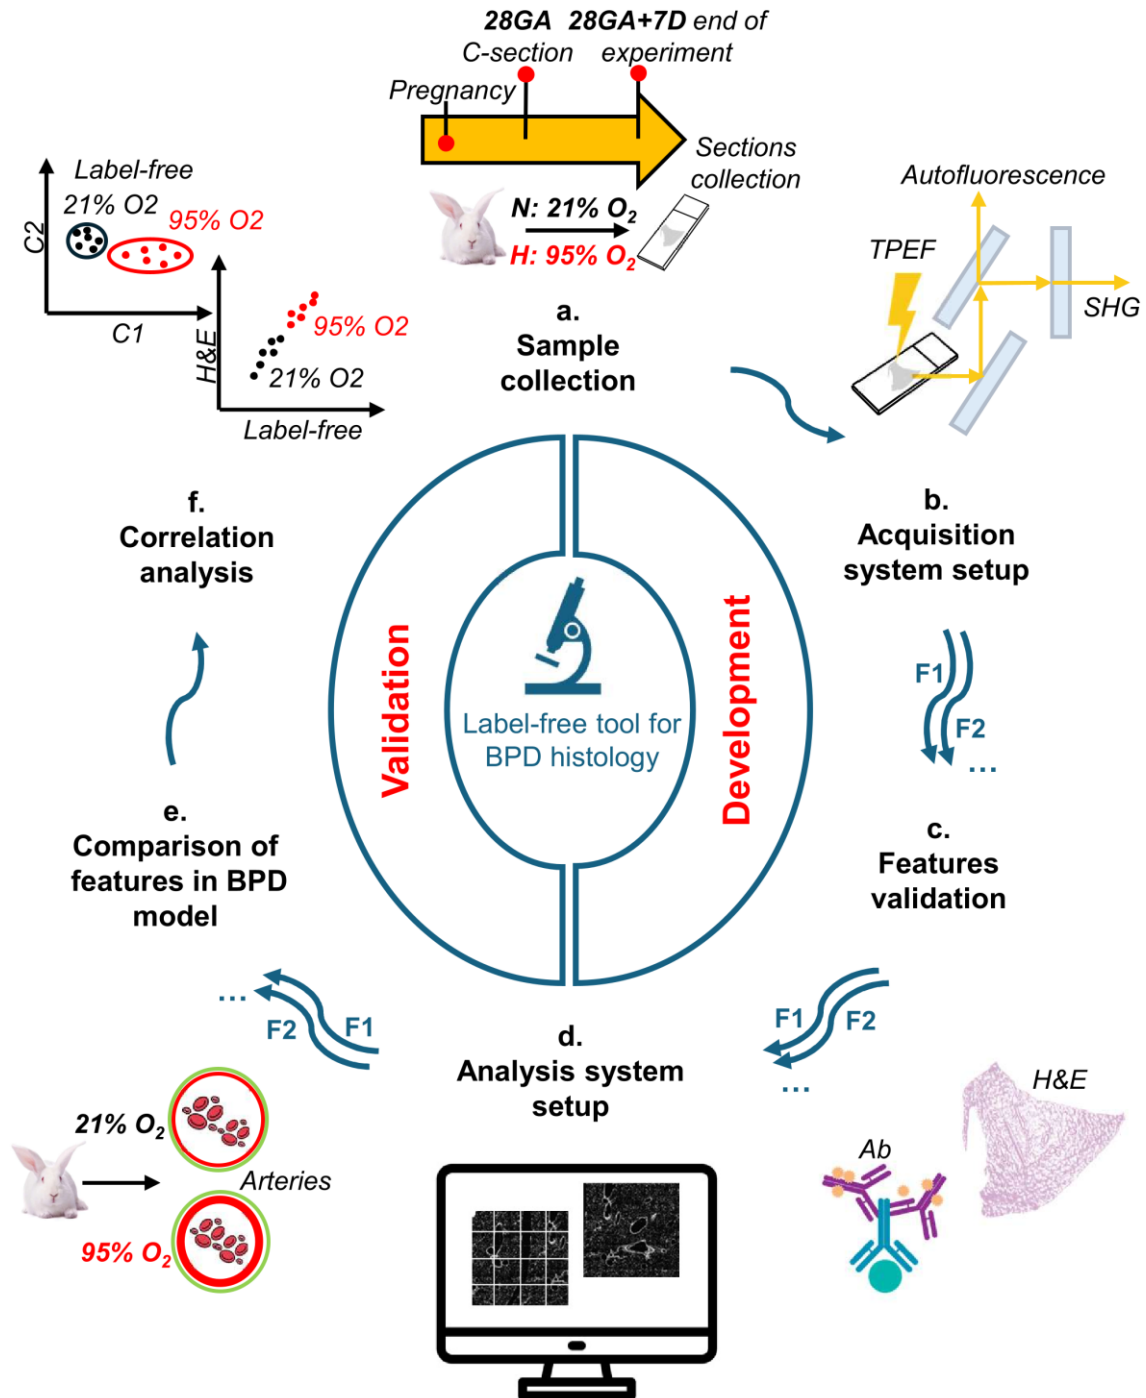 28GA 28GA+7D end of
C-section experiment
Pregnancy
Sections
collection
N: 21% O2
H: 95% O2
a.
Sample
collection
Autofluorescence
TPEF
SHG
b.
Acquisition
system setup
F1
F2
...
c.
Features
validation
F1
F2
...
H&E
Ab
d.
Analysis system
setup
F1
F2
...
21% O2
Arteries
95% O2
e.
Comparison of
features in BPD
model
f.
Correlation
analysis
Label-free
21% O2
95% O2
C2
C1
H&E
95% O2
21% O2
Label-free
Validation
Development
Label-free tool for
BPD histology